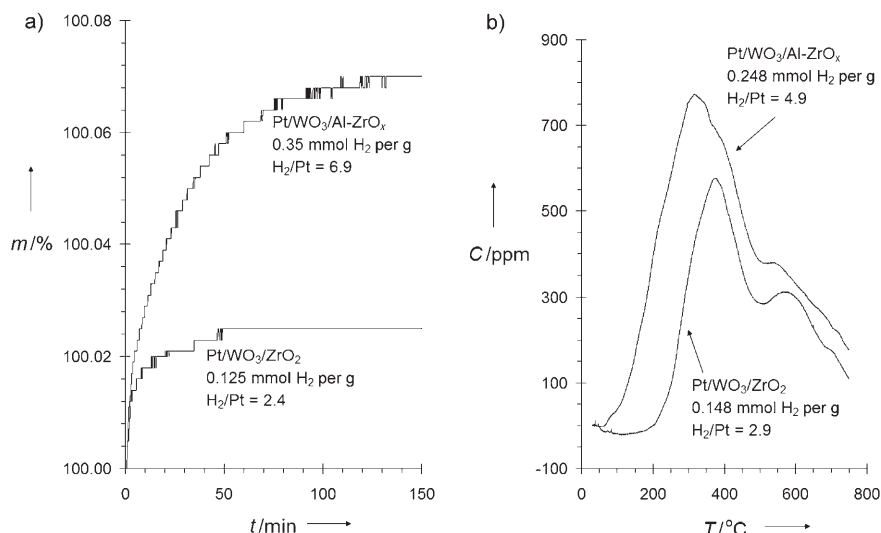 a)
100.08
100.06
100.04
100.02
100.00
m/%
Pt/WO₃/Al-ZrOₓ
0.35 mmol H₂ per g
H₂/Pt = 6.9
Pt/WO₃/ZrO₂
0.125 mmol H₂ per g
H₂/Pt = 2.4
0 50 100 150
t/min
b)
900
700
500
300
100
-100
C/ppm
Pt/WO₃/Al-ZrOₓ
0.248 mmol H₂ per g
H₂/Pt = 4.9
Pt/WO₃/ZrO₂
0.148 mmol H₂ per g
H₂/Pt = 2.9
0 200 400 600 800
T/°C